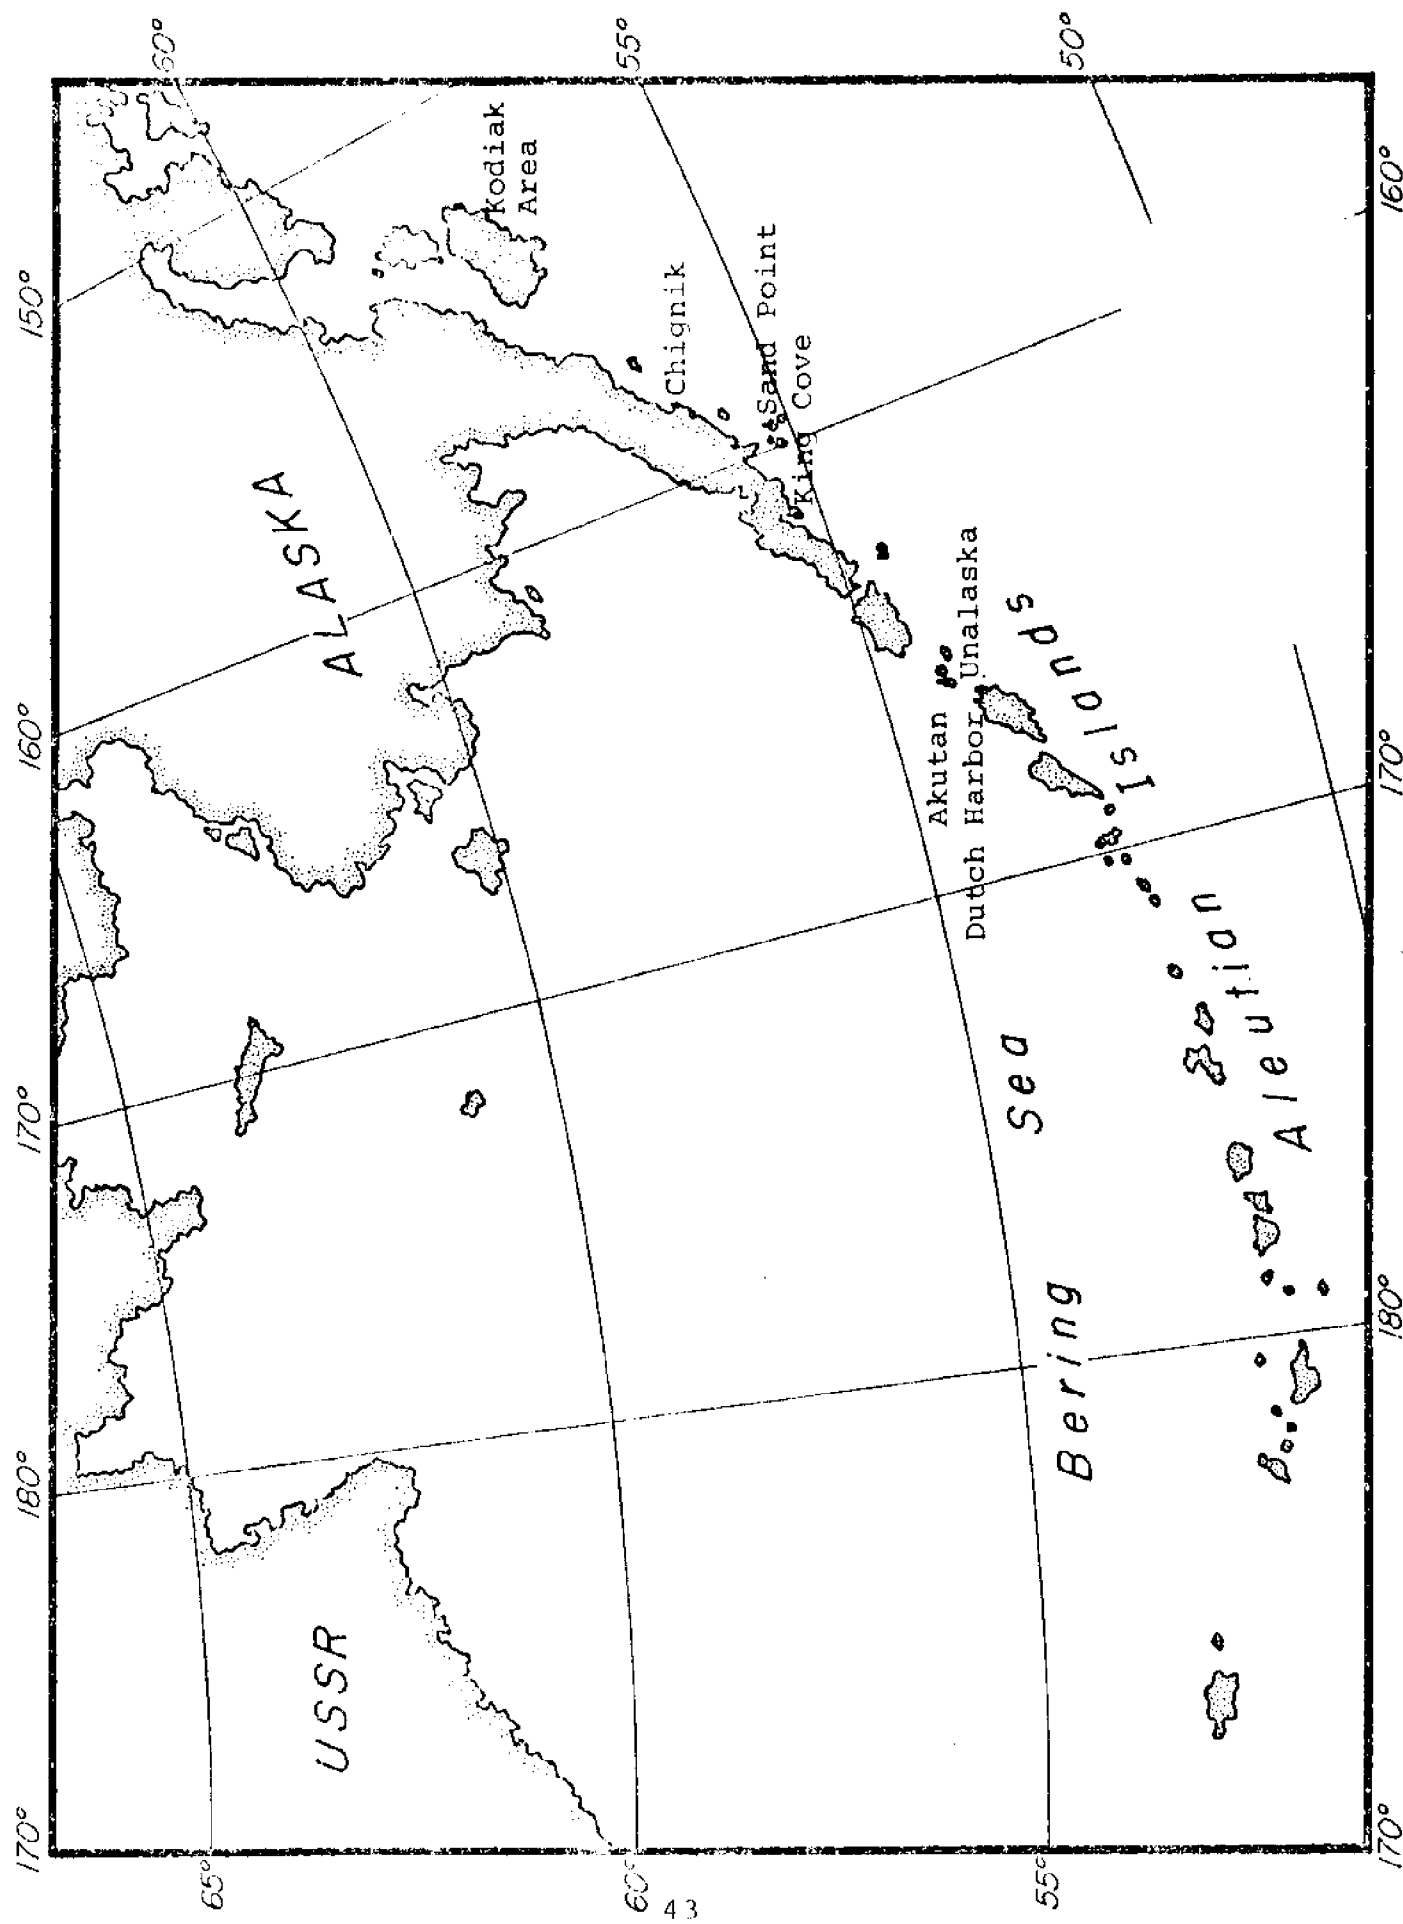 170°
180°
170°
160°
150°
65°
60°
60°
55°
55°
50°
USSR
ALASKA
Kodiak
Area
Chignik
Sand Point
King Cove
Akutan
Dutch Harbor, Unalaska
Bering Sea
Aleutian Islands
170°
180°
170°
160°
43